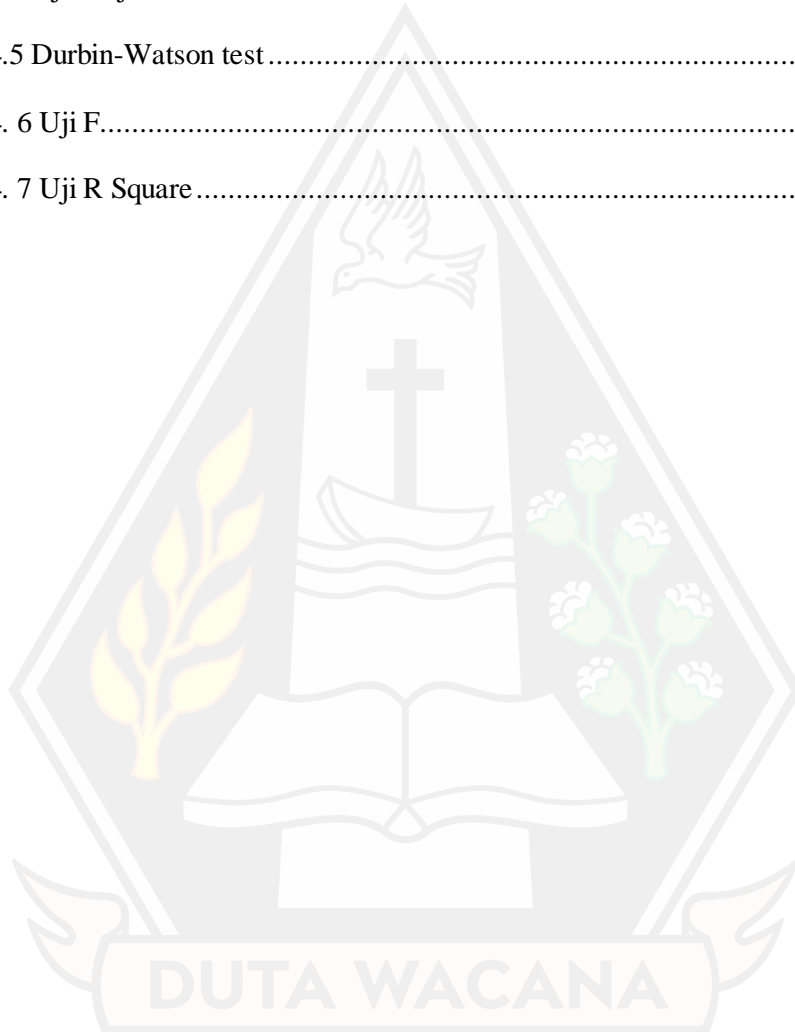 .5 Durbin-Watson test........................................................................
. 6 Uji F.............................................................................................
. 7 Uji R Square.................................................................................
DUTA WACANA